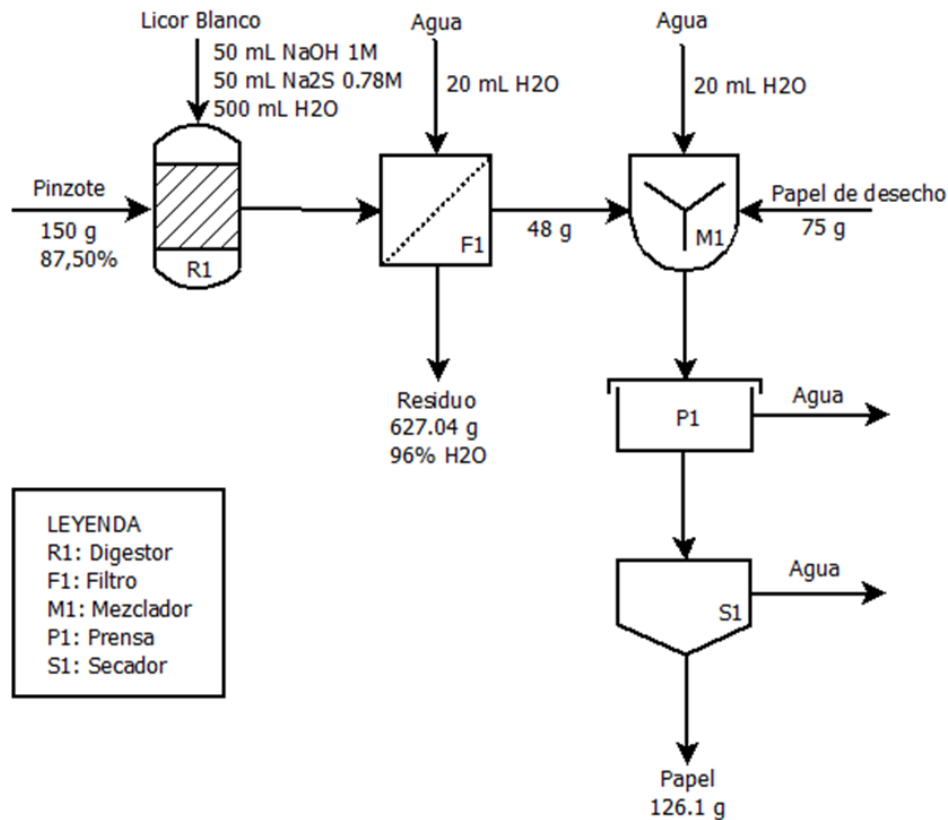 Licor Blanco
50 mL NaOH 1M
50 mL Na2S 0.78M
500 mL H2O
Agua
20 mL H2O
Agua
20 mL H2O
Pinzote
150 g
87,50%
R1
F1
48 g
M1
Papel de desecho
75 g
Residuo
627.04 g
96% H2O
P1
Agua
S1
Agua
Papel
126.1 g
LEYENDA
R1: Digestor
F1: Filtro
M1: Mezclador
P1: Prensa
S1: Secador